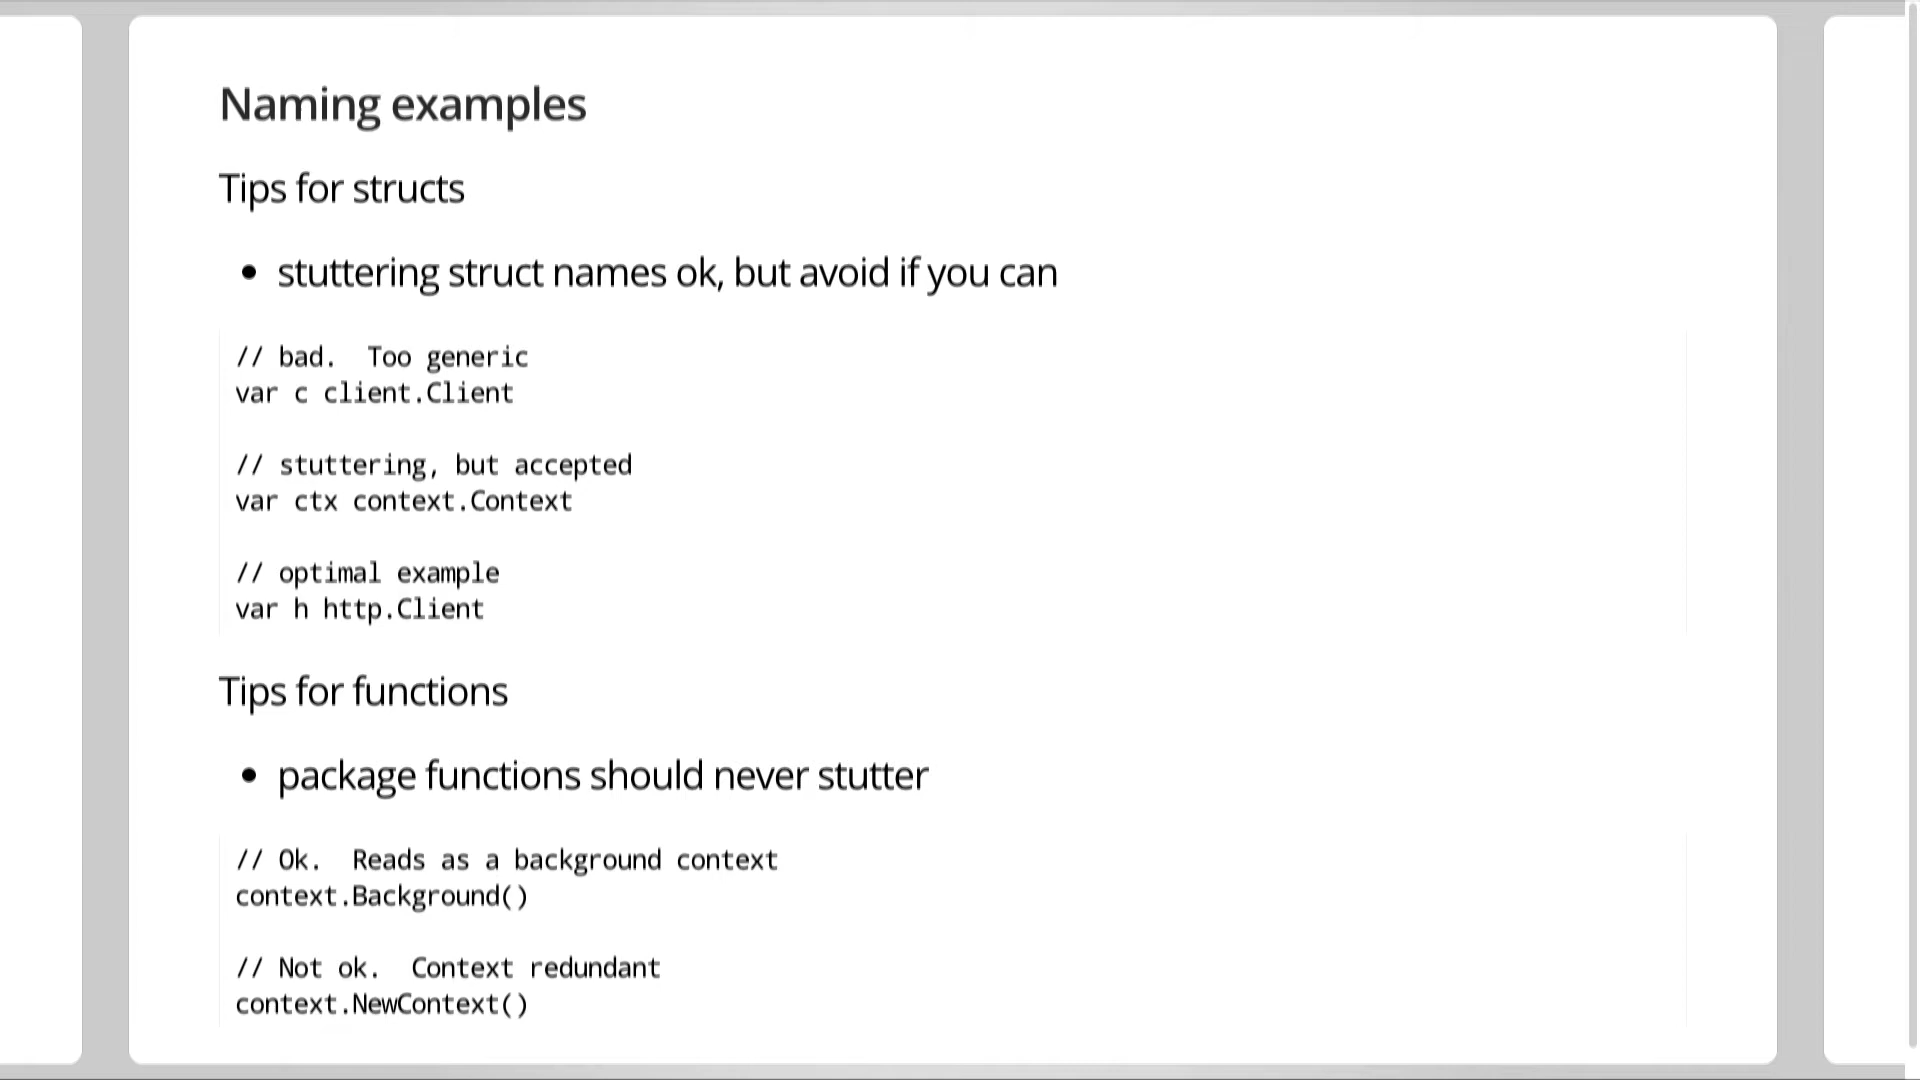 Naming examples
Tips for structs
• stuttering struct names ok, but avoid if you can
// bad.  Too generic
var c client.Client
// stuttering, but accepted
var ctx context.Context
// optimal example
var h http.Client
Tips for functions
• package functions should never stutter
// Ok.  Reads as a background context
context.Background()
// Not ok.  Context redundant
context.NewContext()